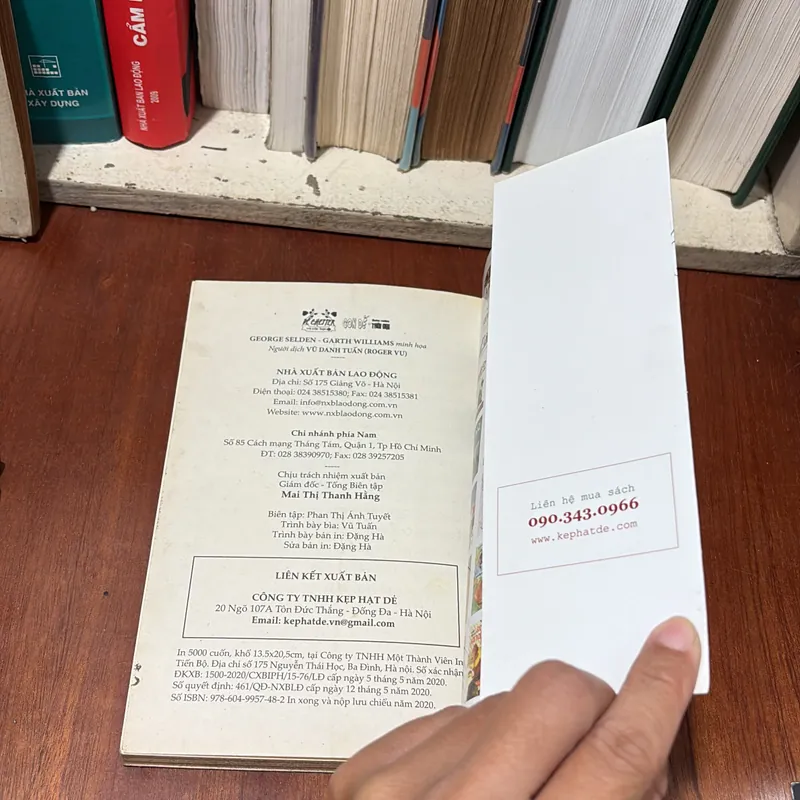 HÀ XUẤT BẢN
XÂY DỰNG
CẨM
NHÀ XUẤT BẢN LAO ĐỘNG
2005
GEORGE SELDEN - GARTH WILLIAMS minh họa
Người dịch VŨ DANH TUẤN (ROGER VU)
NHÀ XUẤT BẢN LAO ĐỘNG
Địa chỉ: Số 175 Giảng Võ - Hà Nội
Điện thoại: 024 38515380; Fax: 024 38515381
Email: info@nxblaodong.com.vn
Website: www.nxblaodong.com.vn
Chi nhánh phía Nam
Số 85 Cách mạng Tháng Tám, Quận 1, Tp Hồ Chí Minh
ĐT: 028 38390970; Fax: 028 39257205
Chịu trách nhiệm xuất bản
Giám đốc - Tổng Biên tập
Mai Thị Thanh Hằng
Biên tập: Phan Thị Ánh Tuyết
Trình bày bìa: Vũ Tuấn
Trình bày bản in: Đặng Hà
Sửa bản in: Đặng Hà
LIÊN KẾT XUẤT BẢN
CÔNG TY TNHH KẸP HẠT DẺ
20 Ngõ 107A Tôn Đức Thắng - Đống Đa - Hà Nội
Email: kephatde.vn@gmail.com
In 5000 cuốn, khổ 13.5x20,5cm, tại Công ty TNHH Một Thành Viên In
Tiến Bộ. Địa chỉ số 175 Nguyễn Thái Học, Ba Đình, Hà nội. Số xác nhận
ĐKXB: 1500-2020/CXBIPH/15-76/LĐ cấp ngày 5 tháng 5 năm 2020.
Số quyết định: 461/QĐ-NXBLĐ cấp ngày 12 tháng 5 năm 2020.
Số ISBN: 978-604-9957-48-2 In xong và nộp lưu chiểu năm 2020.
Liên hệ mua sách
090.343.0966
www.kephatde.com